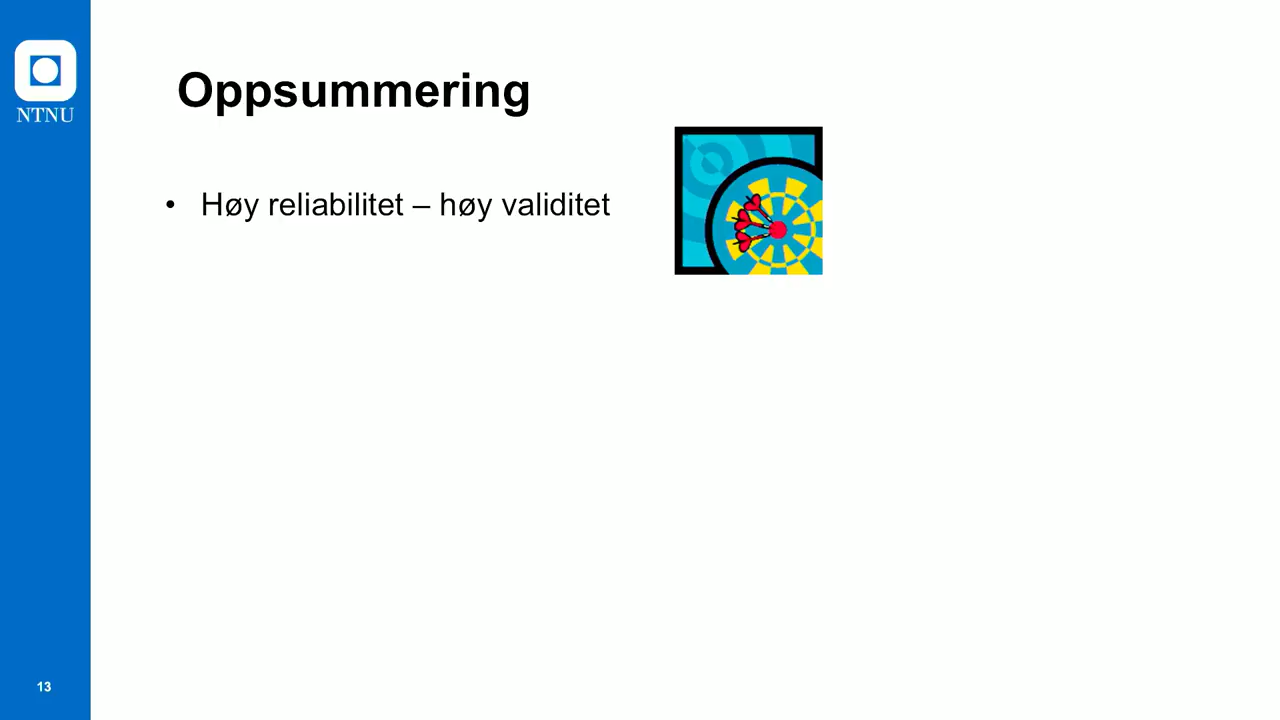 NTNU
Oppsummering
• Høy reliabilitet – høy validitet
13